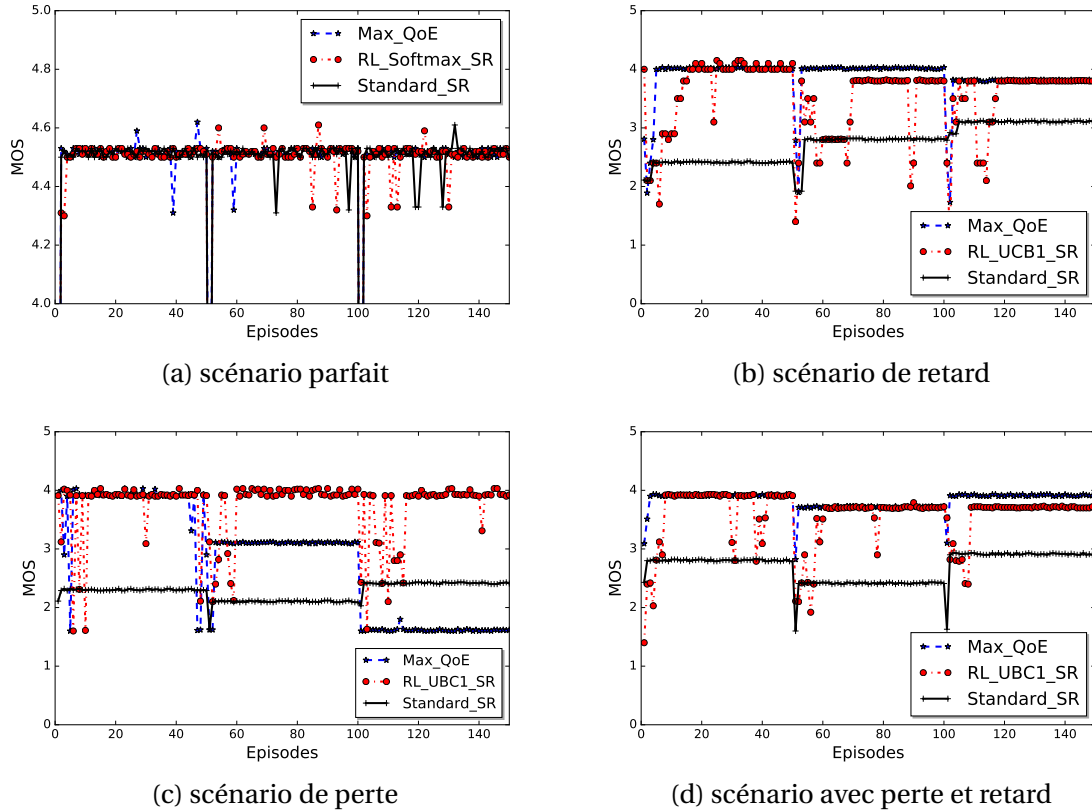 5.0
4.8
4.6
4.4
4.2
4.0
MOS
0 20 40 60 80 100 120 140
Episodes
Max_QoE
RL_Softmax_SR
Standard_SR
(a) scénario parfait
5
4
3
2
1
0
MOS
0 20 40 60 80 100 120 140
Episodes
Max_QoE
RL_UCB1_SR
Standard_SR
(b) scénario de retard
5
4
3
2
1
0
MOS
0 20 40 60 80 100 120 140
Episodes
Max_QoE
RL_UBC1_SR
Standard_SR
(c) scénario de perte
5
4
3
2
1
0
MOS
0 20 40 60 80 100 120 140
Episodes
Max_QoE
RL_UBC1_SR
Standard_SR
(d) scénario avec perte et retard